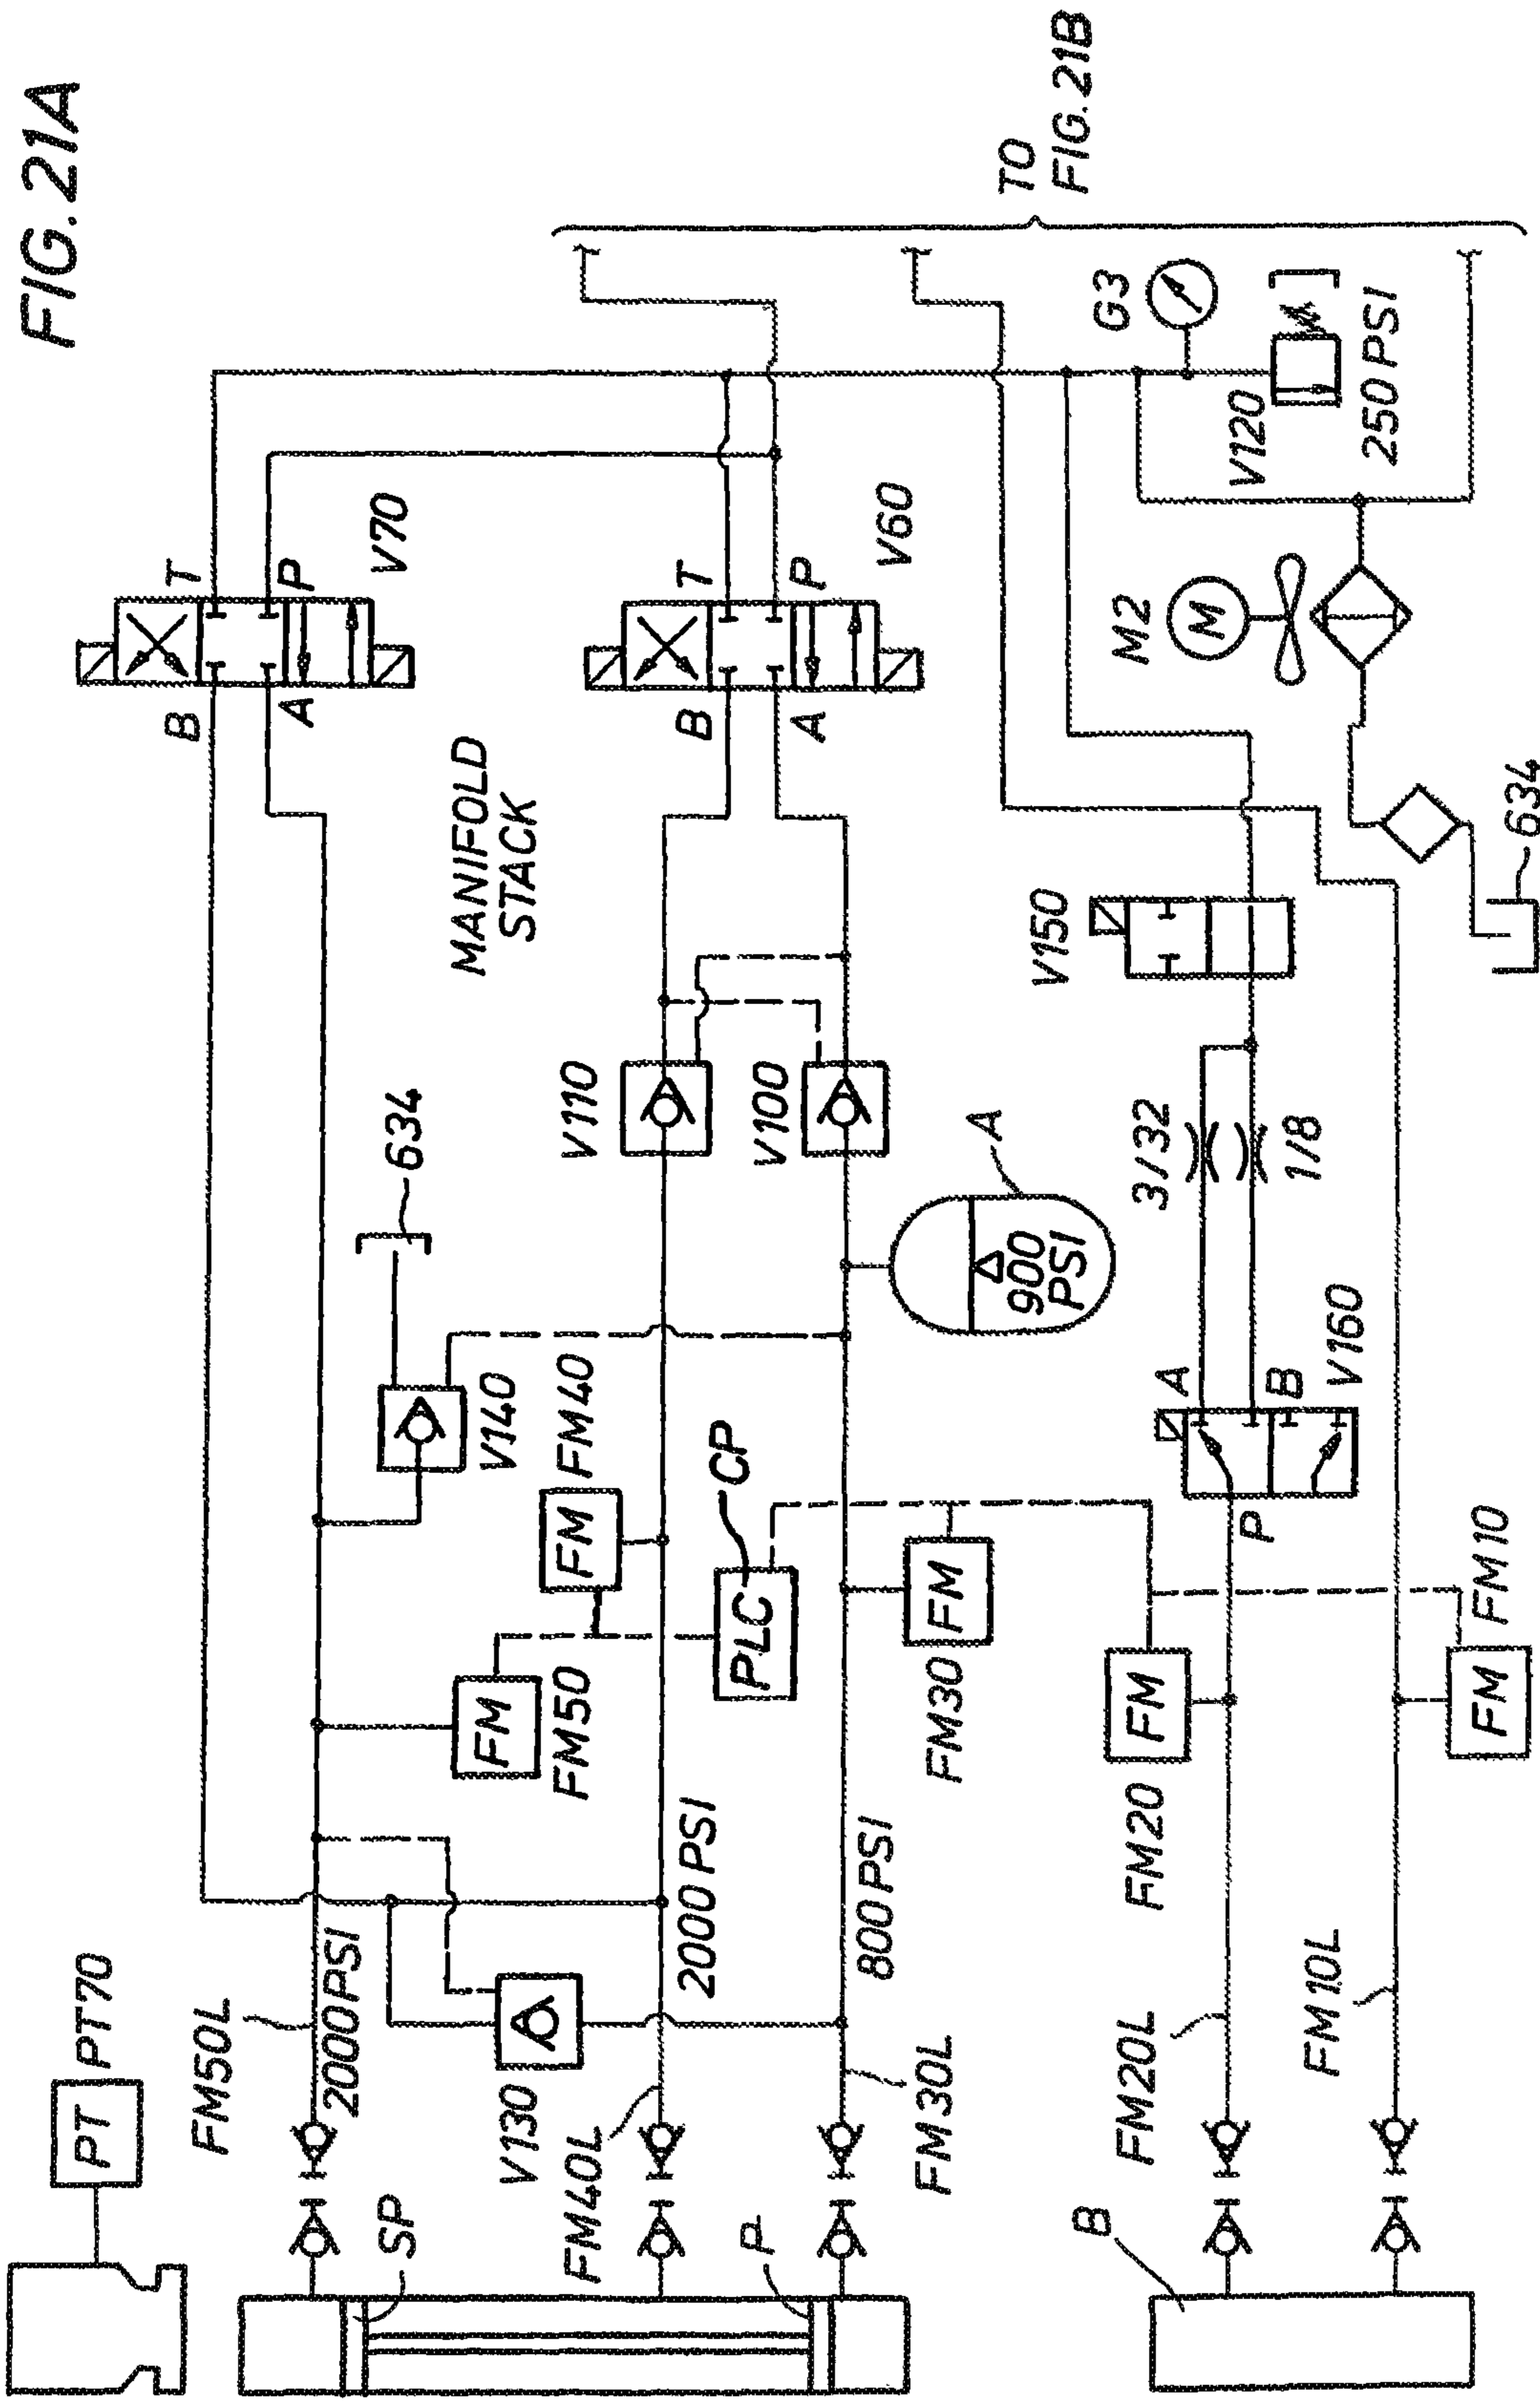 FIG. 21A
PT
PT70
FM50L
2000 PSI
SP
V130
FM40L
2000 PSI
P
800 PSI
FM30L
FM
FM50
FM
FM40
PLC
CP
FM
FM30
V140
634
V110
V100
A
900
PSI
MANIFOLD
STACK
B
T
A
P
V70
B
T
A
P
V60
TO
FIG. 21B
G3
V120
250 PSI
M2
M
634
V150
3/32
1/8
A
B
P
V160
FM
FM20
FM20L
FM
FM10
FM10L
B